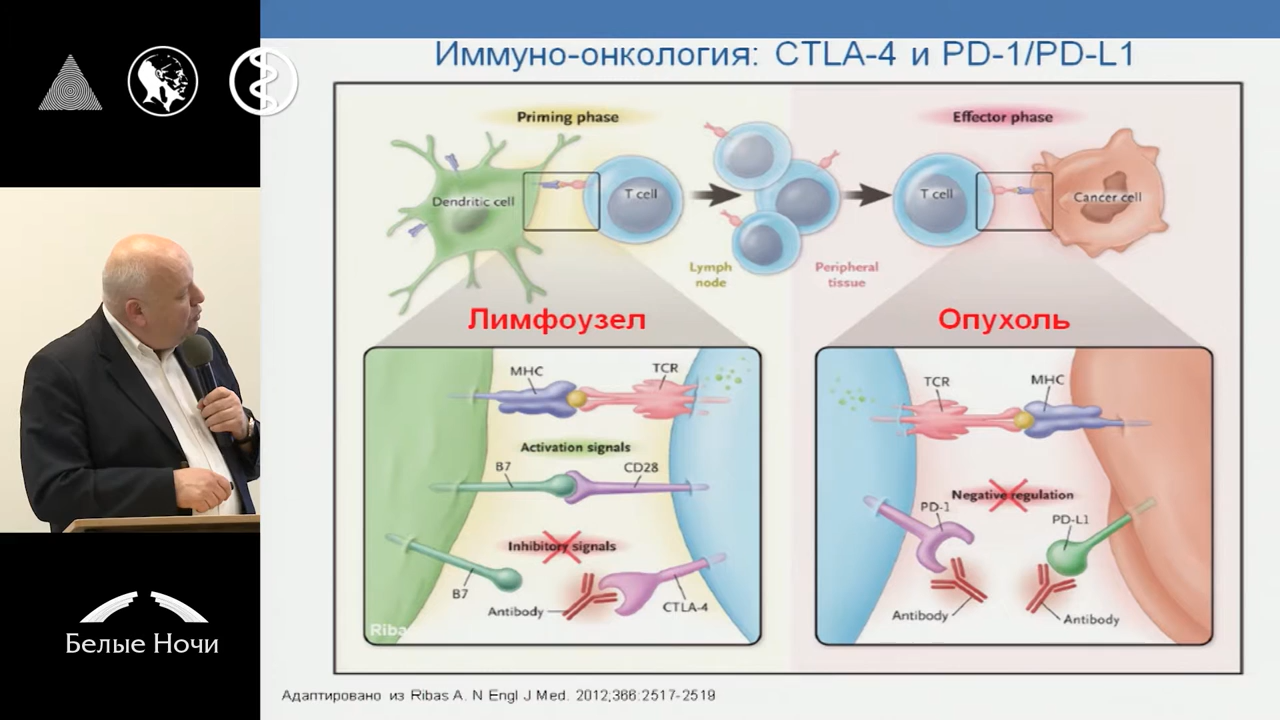 Иммуно-онкология: CTLA-4 и PD-1/PD-L1
Priming phase
Effector phase
Dendritic cell
T cell
T cell
Cancer cell
Lymph
node
Peripheral
tissue
Лимфоузел
Опухоль
MHC
TCR
Activation signals
B7
CD28
Inhibitory signals
B7
Antibody
CTLA-4
Riba
TCR
MHC
Negative regulation
PD-1
PD-L1
Antibody
Antibody
Белые Ночи
Адаптировано из Ribas A. N Engl J Med. 2012;366:2517-2519